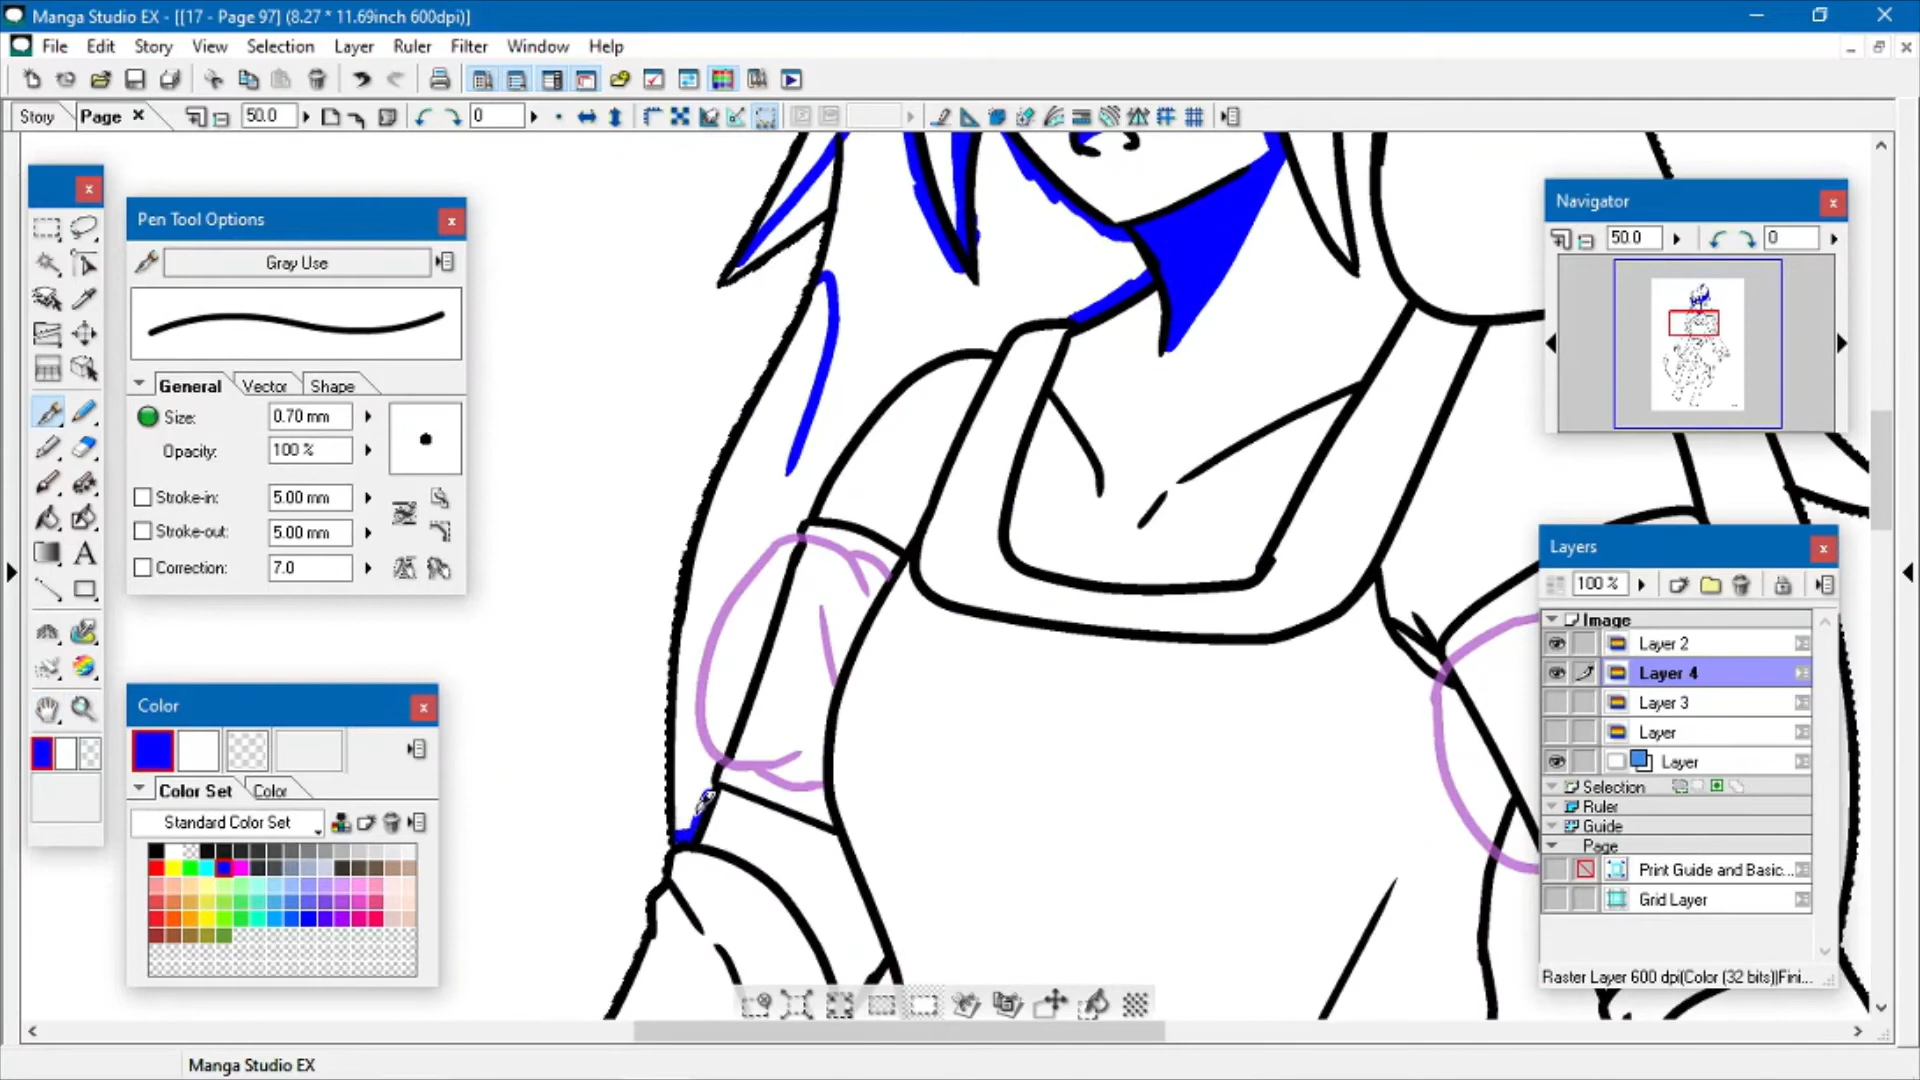 Manga Studio EX - [[17 - Page 97] (8.27 * 11.69inch 600dpi)]
File Edit Story View Selection Layer Ruler Filter Window Help
Story Page 50.0 0
Pen Tool Options
Gray Use
General Vector Shape
Size: 0.70 mm
Opacity: 100 %
Stroke-in: 5.00 mm
Stroke-out: 5.00 mm
Correction: 7.0
Color
Color Set Color
Standard Color Set
Navigator
50.0 0
Layers
100 %
Image
Layer 2
Layer 4
Layer 3
Layer
Layer
Selection
Ruler
Guide
Page
Print Guide and Basic...
Grid Layer
Raster Layer 600 dpi(Color (32 bits)|Fini...
Manga Studio EX